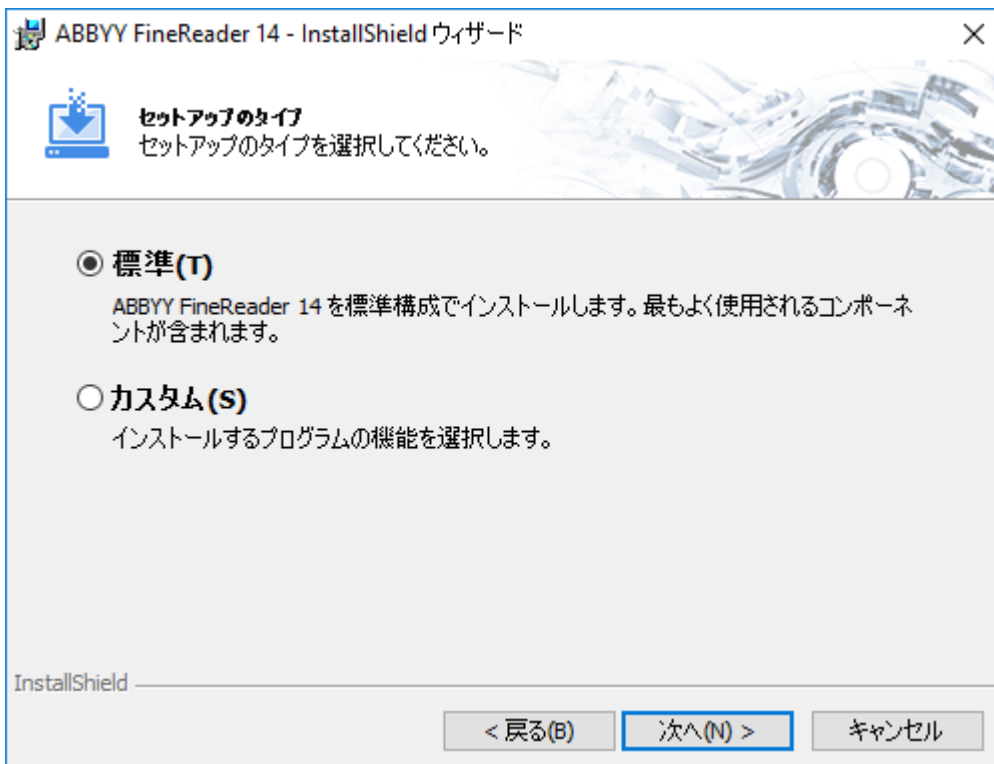 ABBYY FineReader 14 - InstallShield ウィザード
セットアップのタイプ
セットアップのタイプを選択してください。
標準(T)
ABBYY FineReader 14 を標準構成でインストールします。最もよく使用されるコンポーネ
ントが含まれます。
カスタム(S)
インストールするプログラムの機能を選択します。
InstallShield
< 戻る(B) 次へ(N) > キャンセル